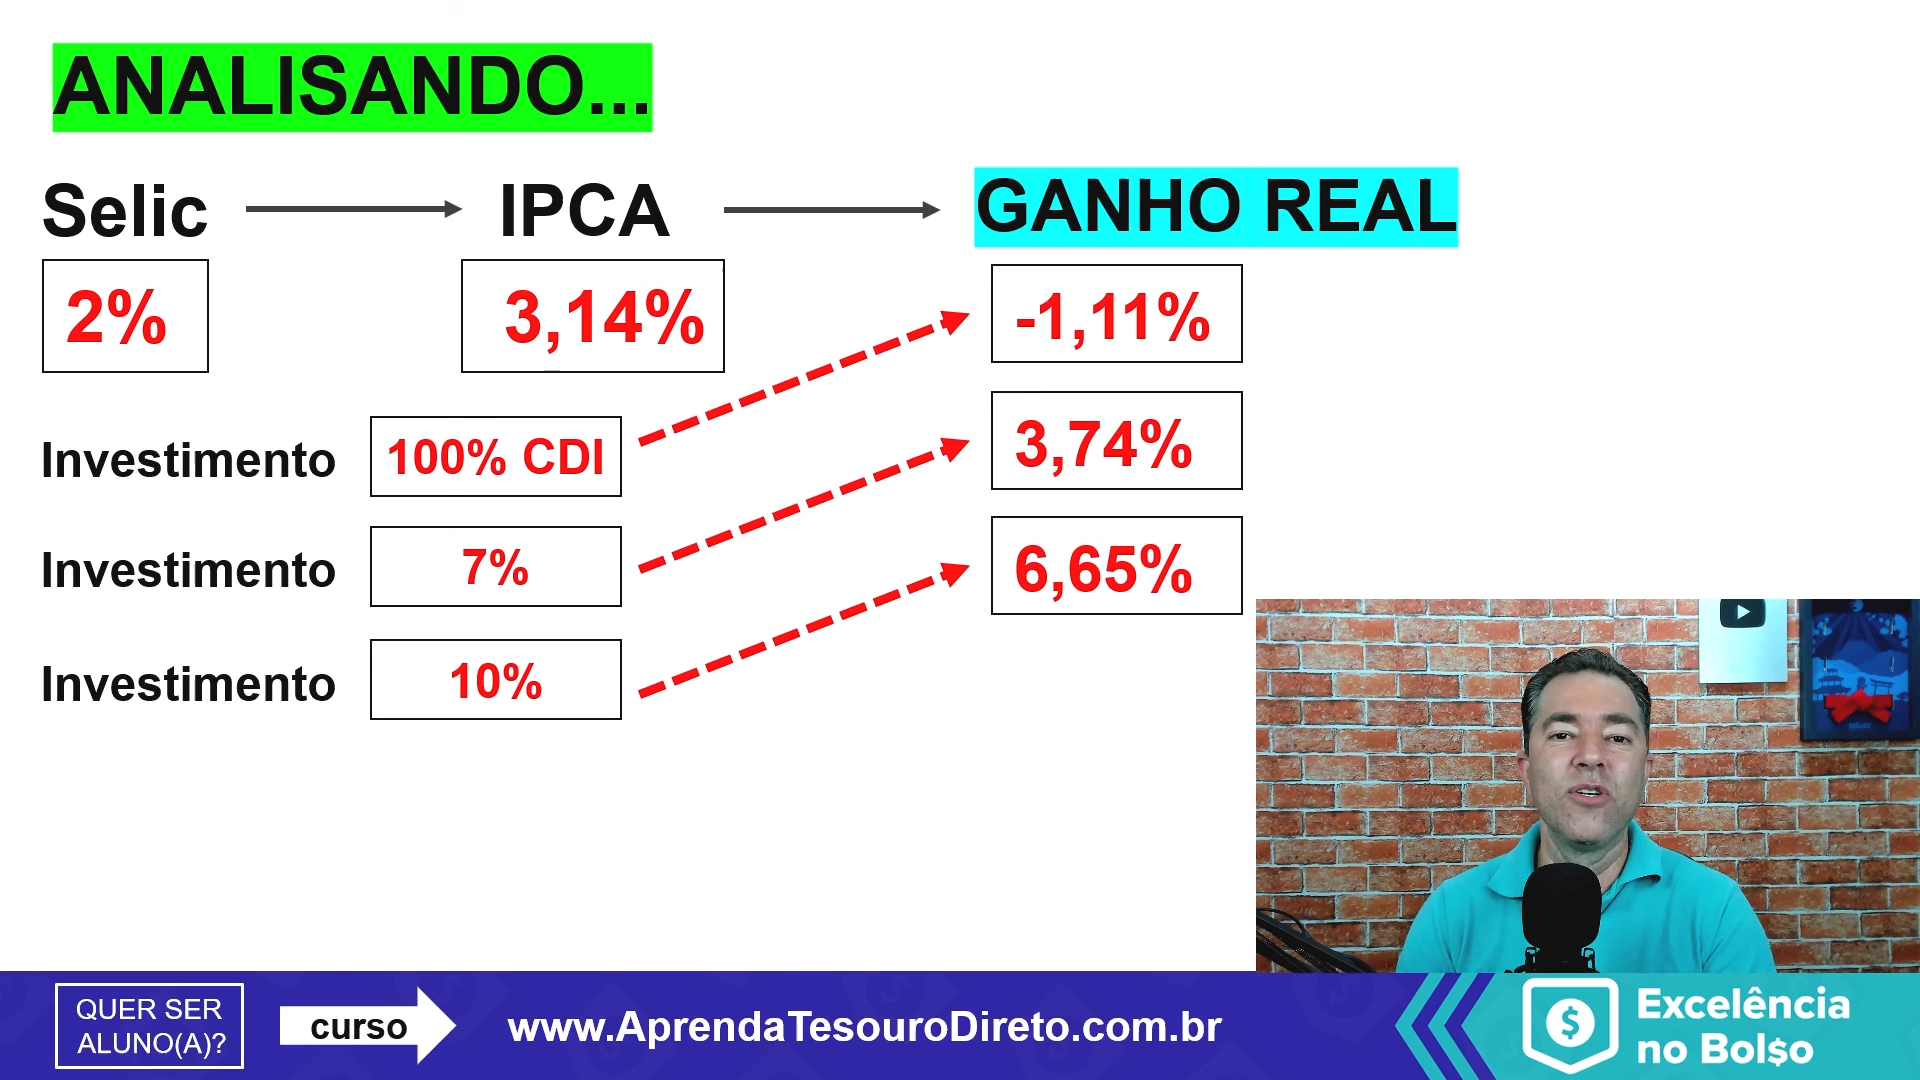 ANALISANDO...
Selic
IPCA
GANHO REAL
2%
3,14%
-1,11%
Investimento
100% CDI
3,74%
Investimento
7%
6,65%
Investimento
10%
QUER SER
ALUNO(A)?
curso
www.AprendaTesouroDireto.com.br
Excelência
no Bol$o